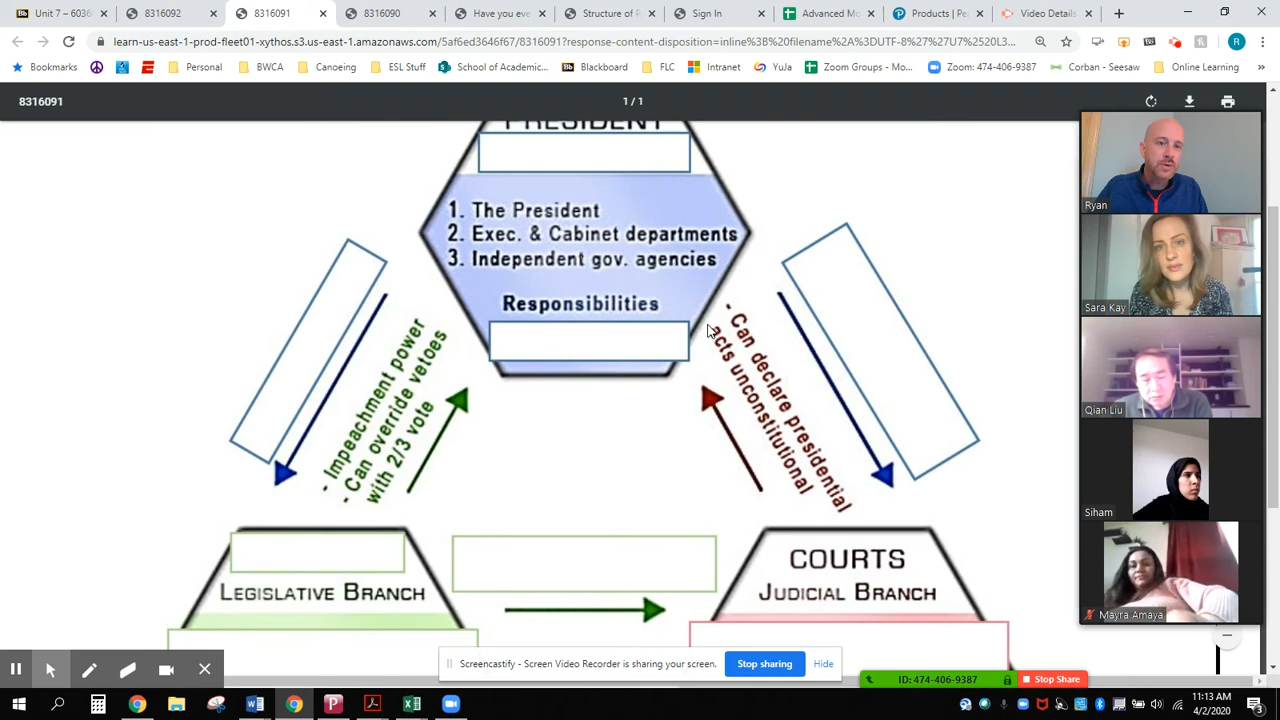 Unit 7 – 6036
8316092
8316091
8316090
Have you eve
Structure of
Sign In
Advanced Mo
Products | Pea
Video Details
learn-us-east-1-prod-fleet01-xythos.s3.us-east-1.amazonaws.com/5af6ed3646f67/8316091?response-content-disposition=inline%3B%20filename%2A%3DUTF-8%27%27U7%2520L3...
Bookmarks
Personal
BWCA
Canoeing
ESL Stuff
School of Academic...
Blackboard
FLC
Intranet
YuJa
Zoom Groups - Mo...
Zoom: 474-406-9387
Corban - Seesaw
Online Learning
8316091
1 / 1
PRESIDENT
1. The President
2. Exec. & Cabinet departments
3. Independent gov. agencies
Responsibilities
- Impeachment power
- Can override vetoes
with 2/3 vote
- Can declare presidential
acts unconstitutional
LEGISLATIVE BRANCH
COURTS
JUDICIAL BRANCH
Ryan
Sara Kay
Qian Liu
Siham
Mayra Amaya
Screencastify - Screen Video Recorder is sharing your screen.
Stop sharing
Hide
ID: 474-406-9387
Stop Share
11:13 AM
4/2/2020